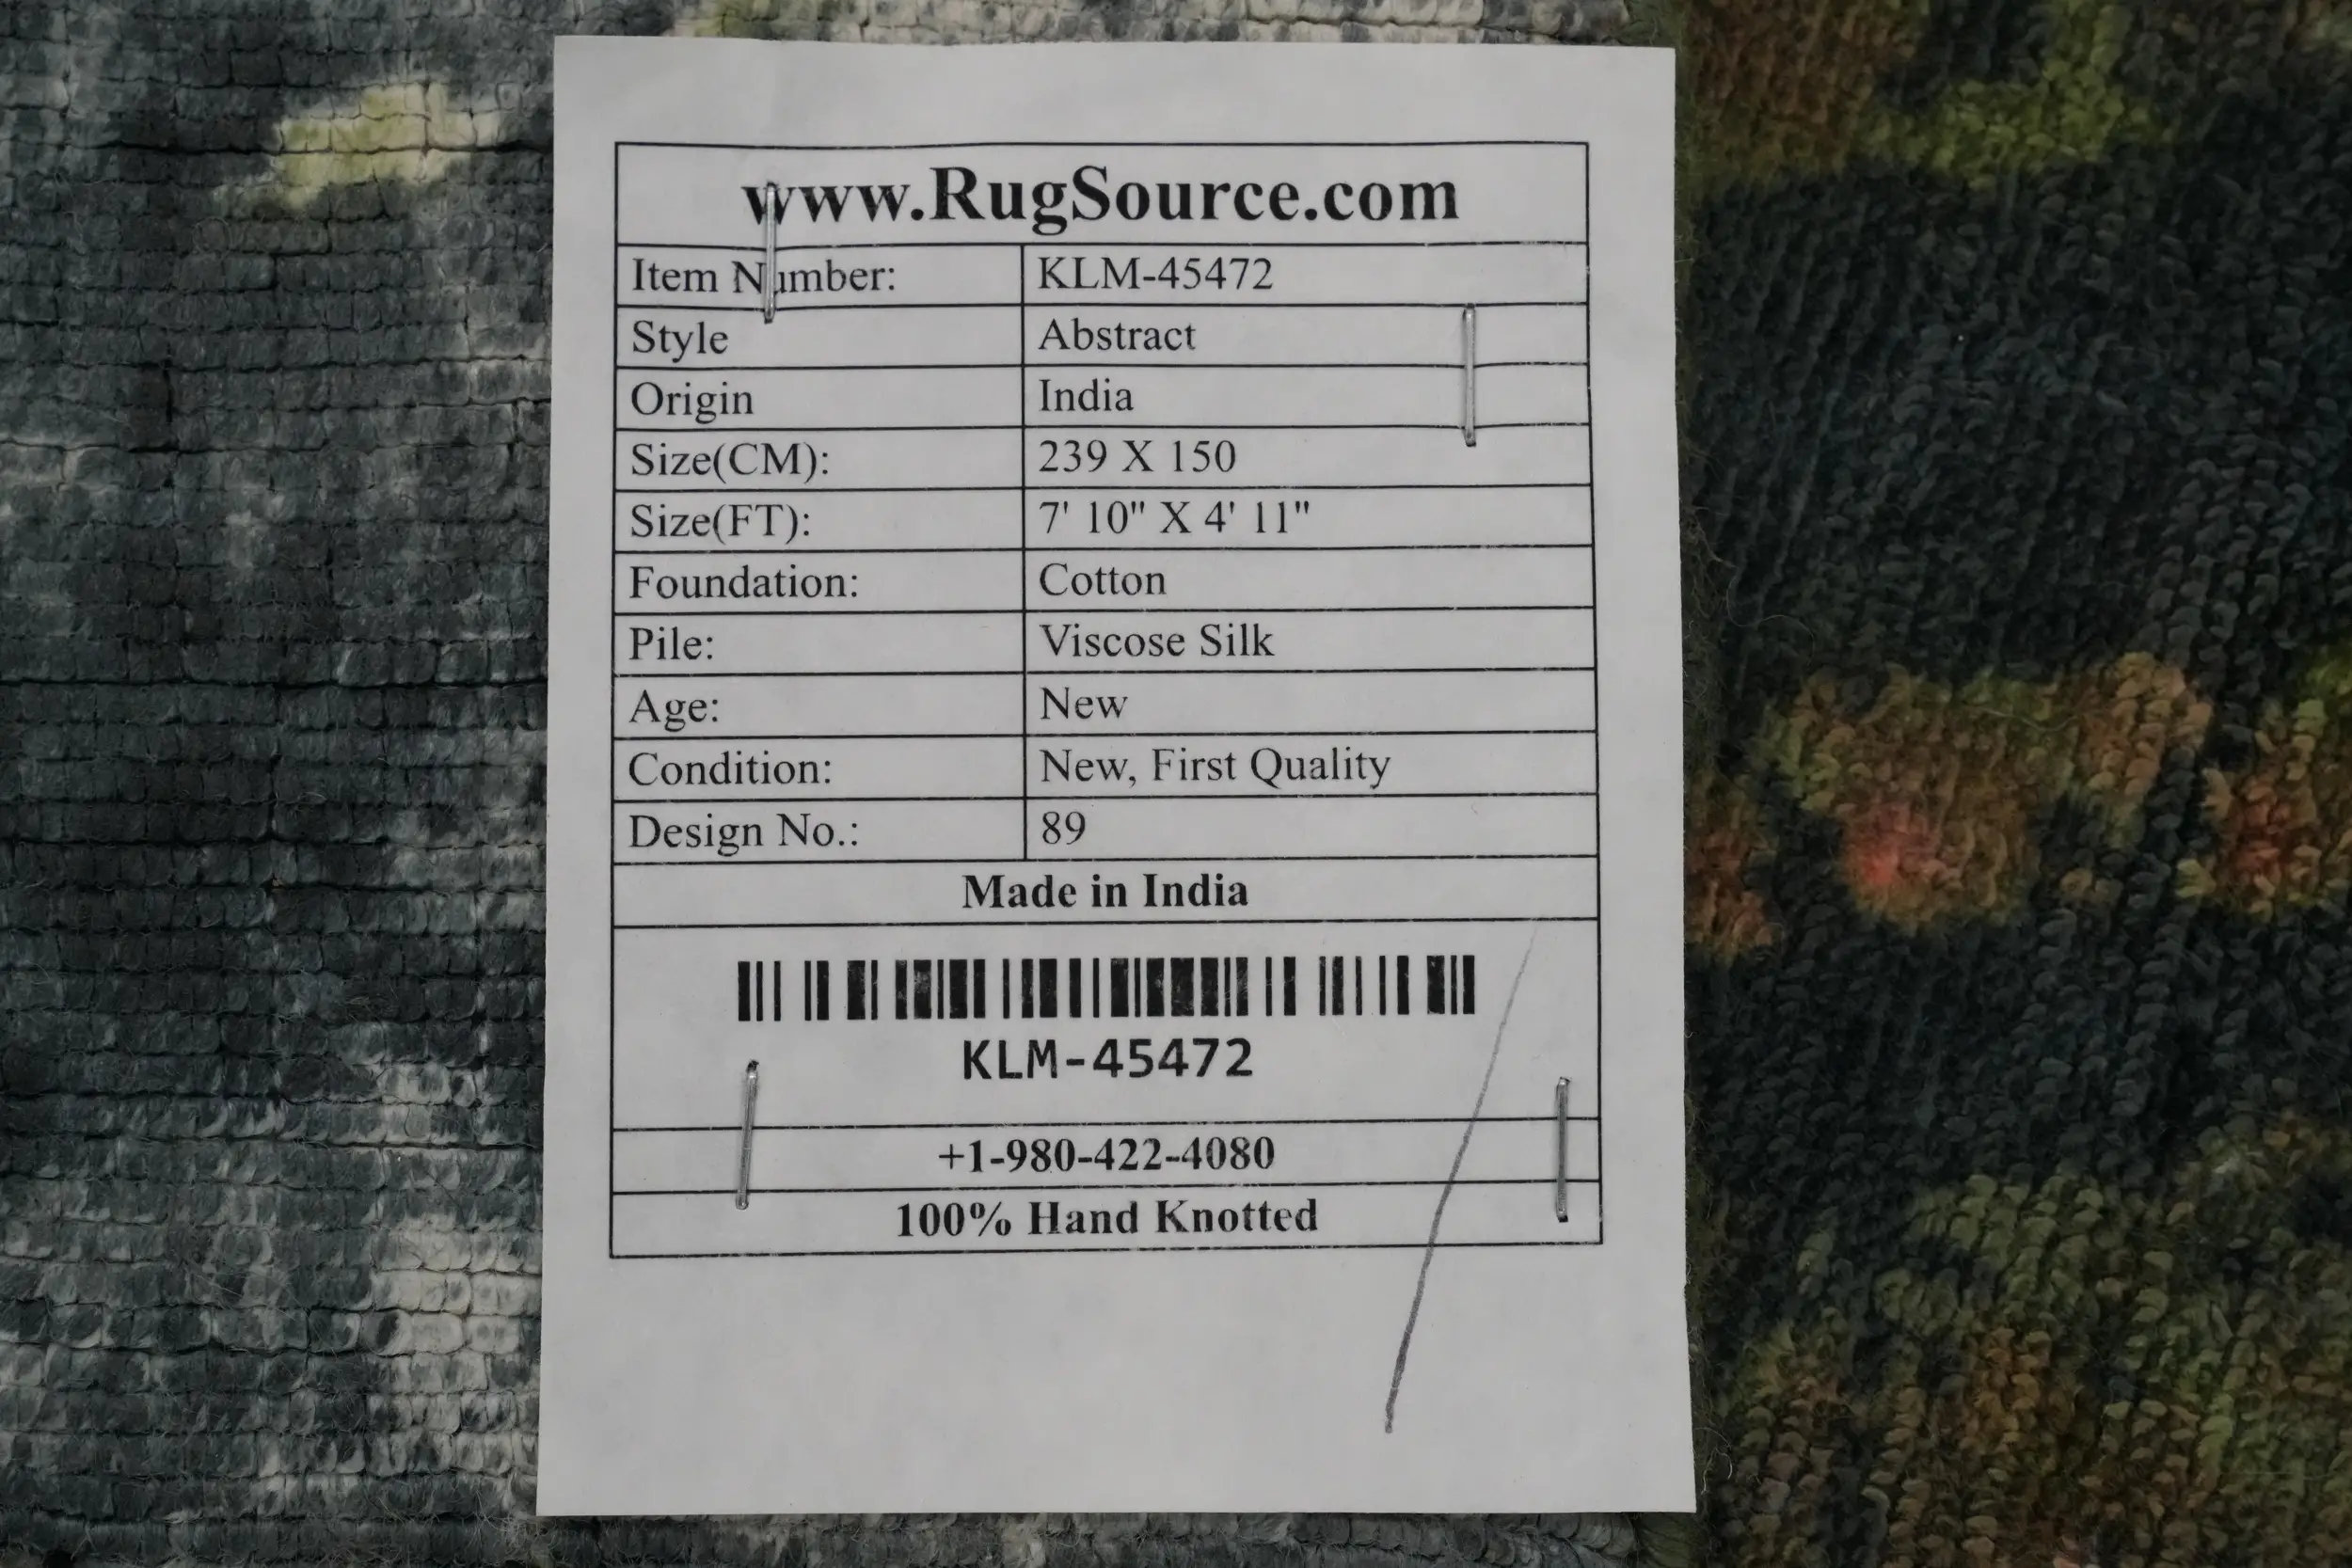 www.RugSource.com
Item Number: KLM-45472
Style Abstract
Origin India
Size(CM): 239 X 150
Size(FT): 7' 10" X 4' 11"
Foundation: Cotton
Pile: Viscose Silk
Age: New
Condition: New, First Quality
Design No.: 89
Made in India
KLM-45472
+1-980-422-4080
100% Hand Knotted